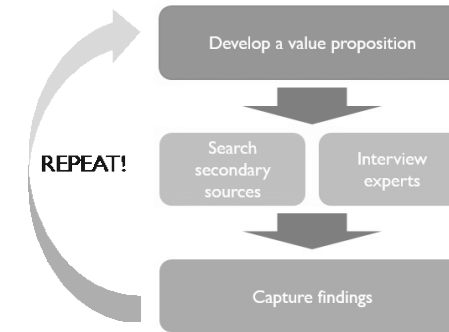 Develop a value proposition
Search
secondary
sources
Interview
experts
REPEAT!
Capture findings